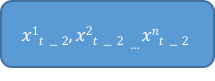 x¹ₜ ₋ ₂, x²ₜ ₋ ₂ ... xⁿₜ ₋ ₂